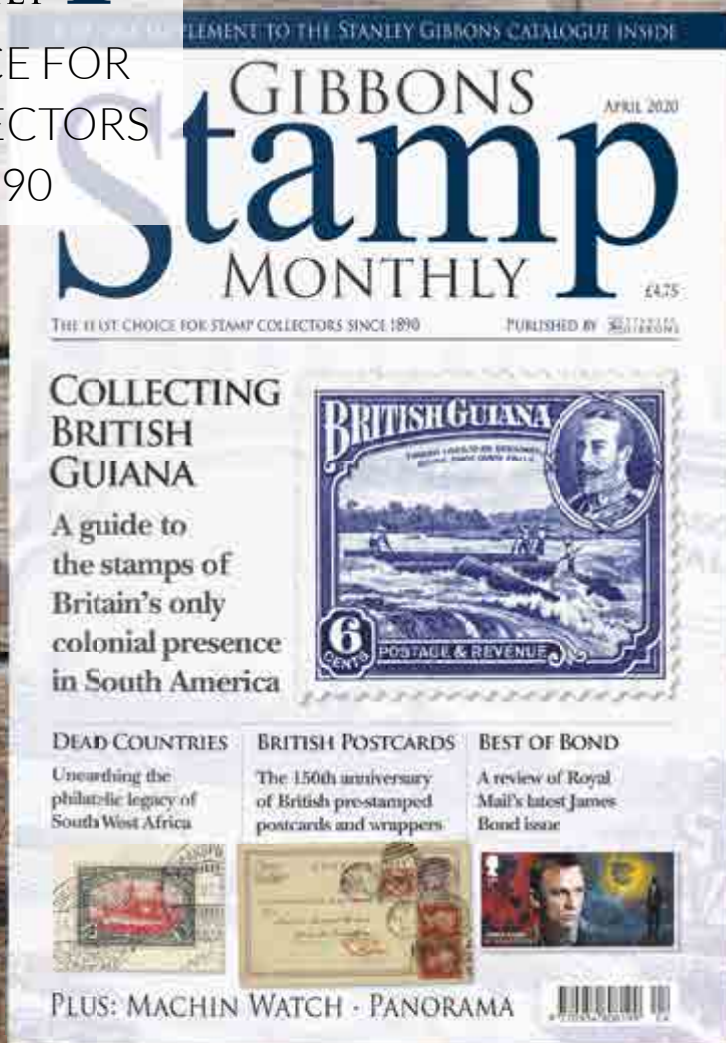 CE FOR
ECTORS
90
SUPPLEMENT TO THE STANLEY GIBBONS CATALOGUE INSIDE
GIBBONS
Stamp
MONTHLY
APRIL 2020
£4.75
THE FIRST CHOICE FOR STAMP COLLECTORS SINCE 1890
PUBLISHED BY STANLEY GIBBONS
COLLECTING
BRITISH
GUIANA
A guide to
the stamps of
Britain's only
colonial presence
in South America
BRITISH GUIANA
6
CENTS
POSTAGE & REVENUE
DEAD COUNTRIES
Unearthing the
philatelic legacy of
South West Africa
BRITISH POSTCARDS
The 150th anniversary
of British pre-stamped
postcards and wrappers
BEST OF BOND
A review of Royal
Mail's latest James
Bond issue
PLUS: MACHIN WATCH · PANORAMA